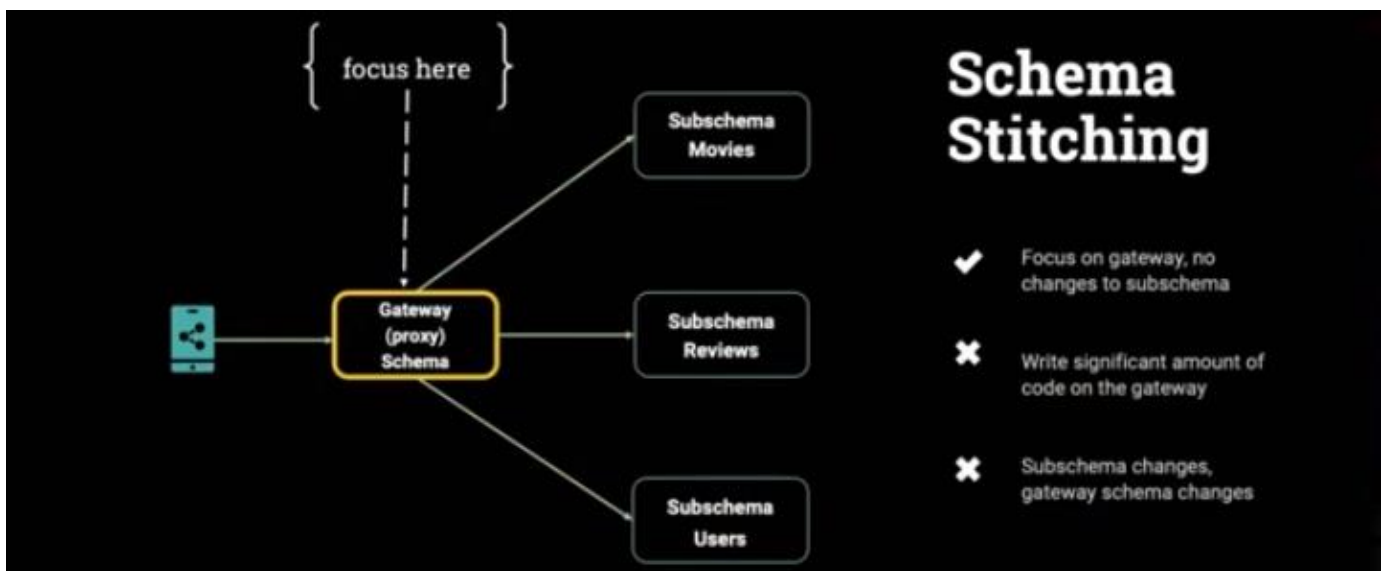 focus here
Subschema
Movies
Gateway
(proxy)
Schema
Subschema
Reviews
Subschema
Users
Schema
Stitching
Focus on gateway, no
changes to subschema
Write significant amount of
code on the gateway
Subschema changes,
gateway schema changes